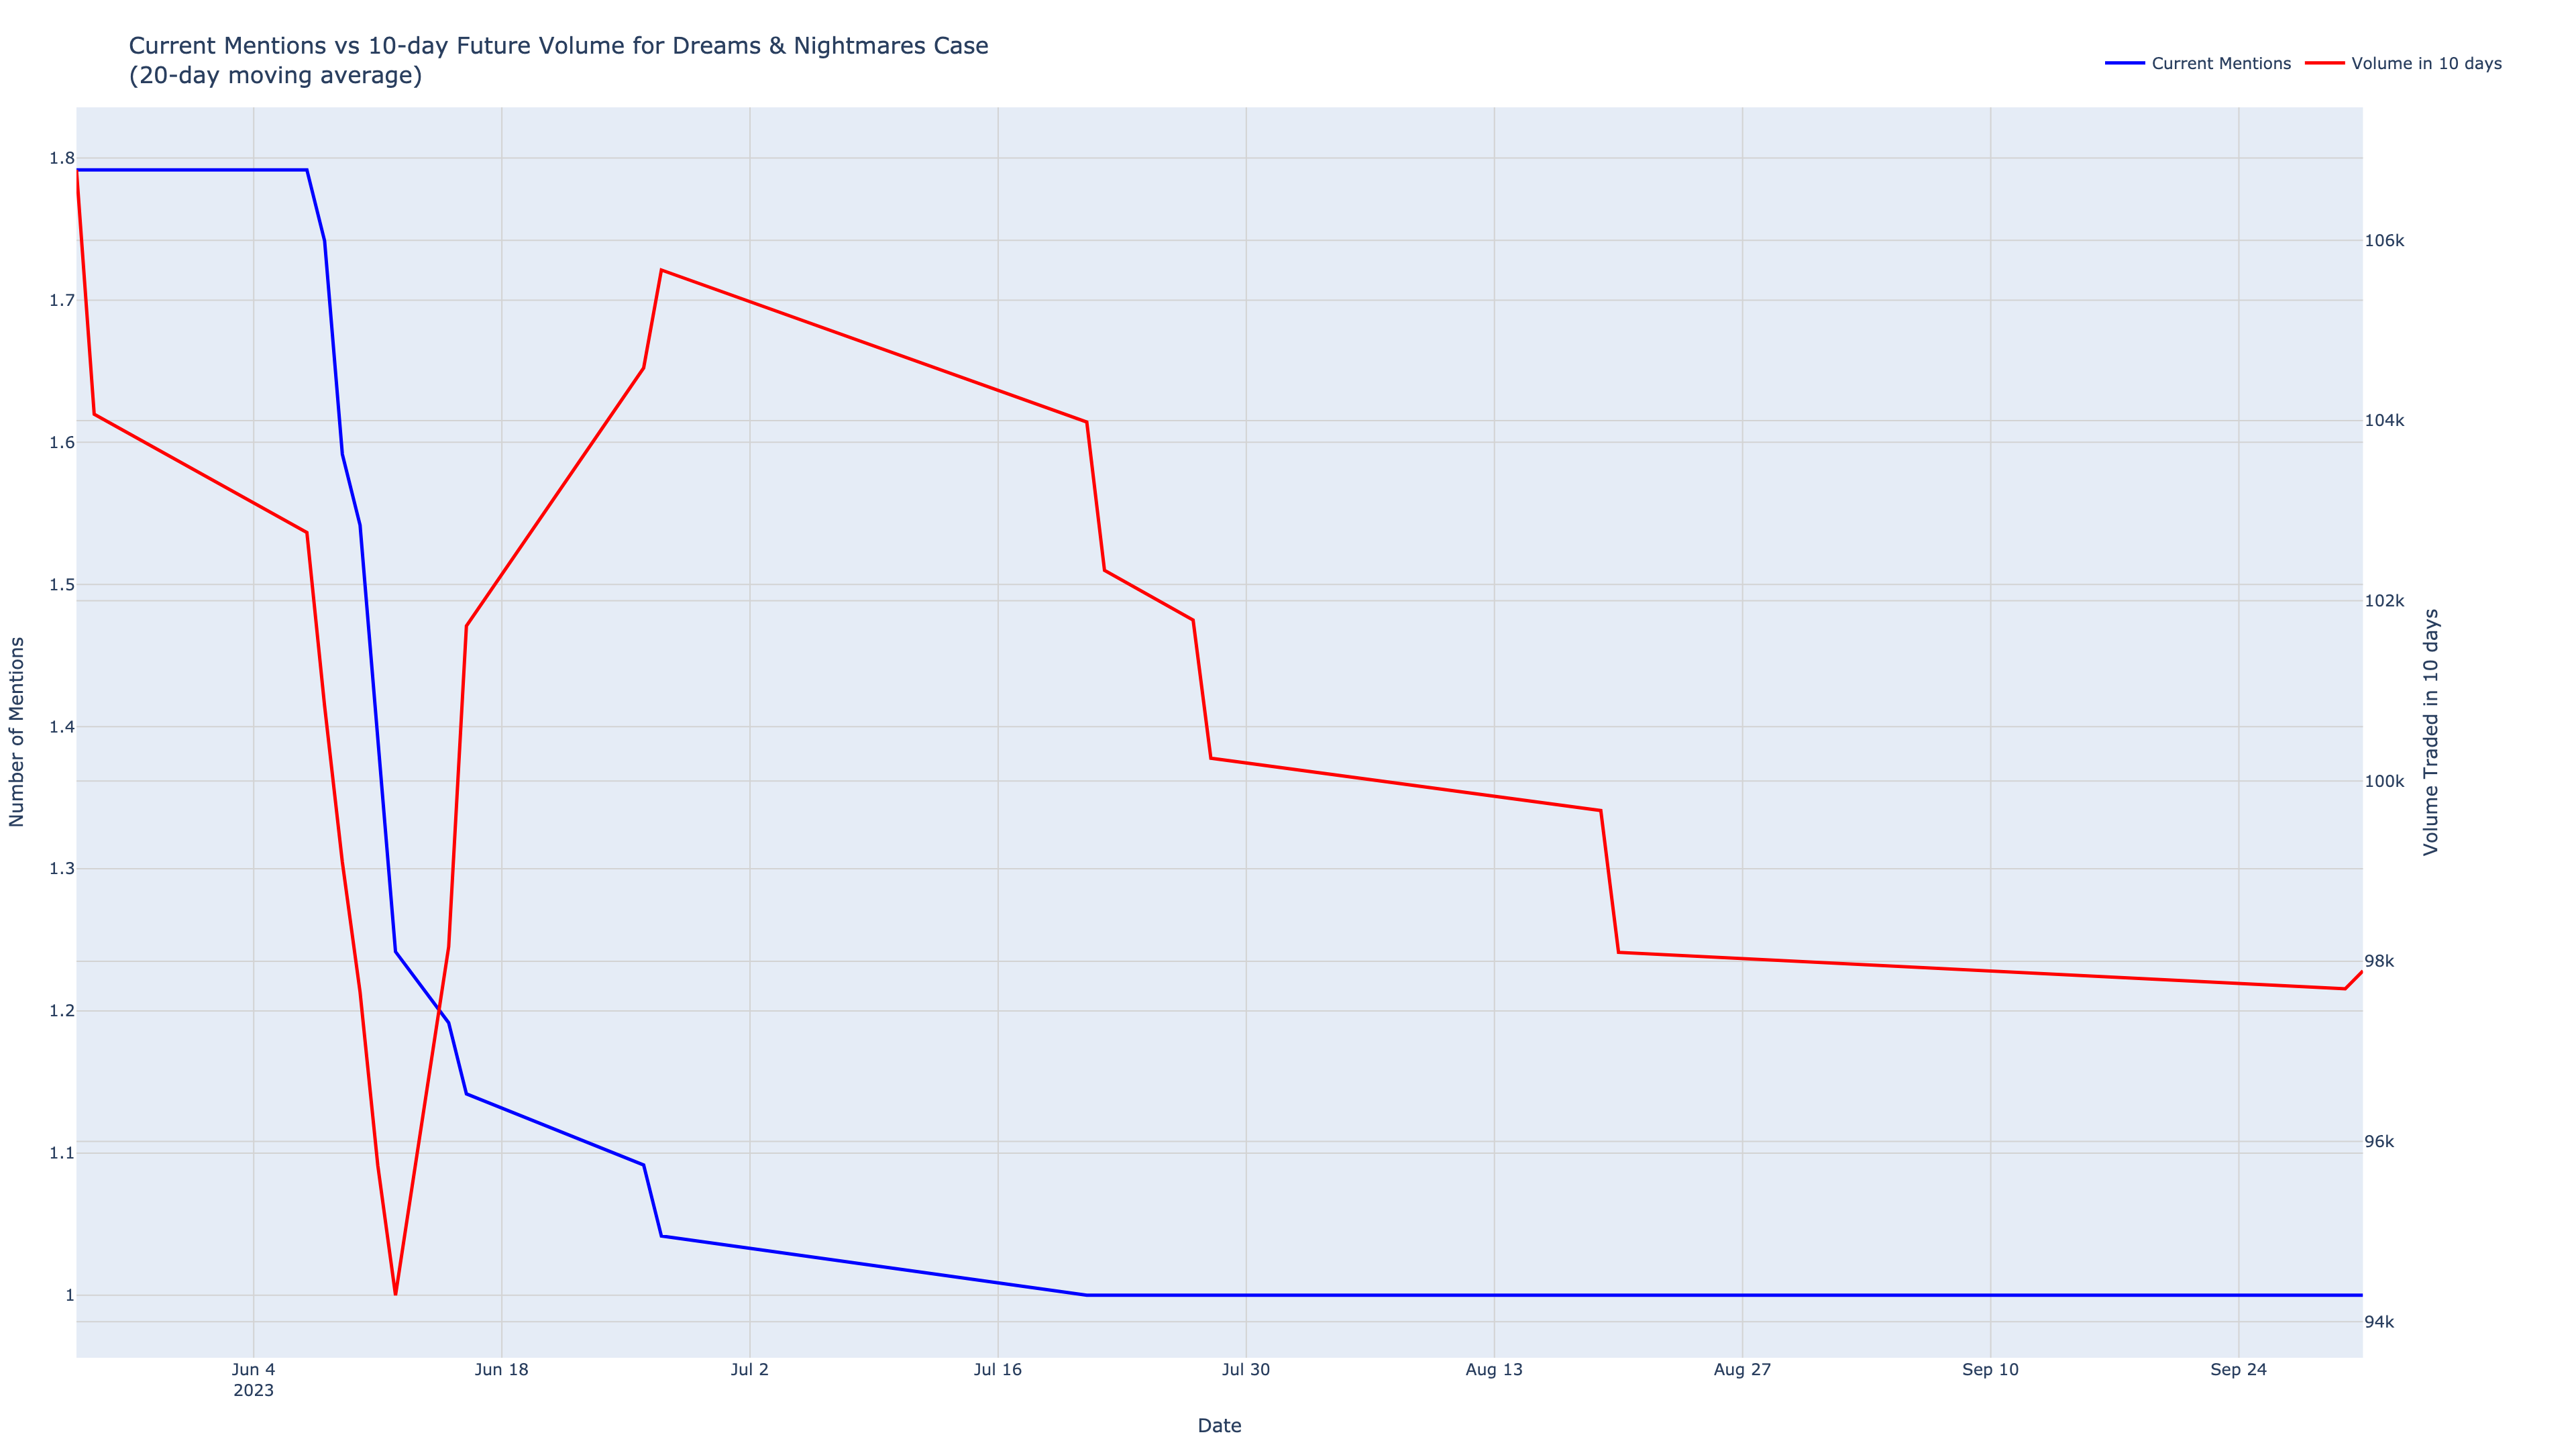 Current Mentions vs 10-day Future Volume for Dreams & Nightmares Case
(20-day moving average)
Current Mentions
Volume in 10 days
1.8
1.7
1.6
1.5
1.4
1.3
1.2
1.1
1
Number of Mentions
106k
104k
102k
100k
98k
96k
94k
Volume Traded in 10 days
Jun 4
2023
Jun 18
Jul 2
Jul 16
Jul 30
Aug 13
Aug 27
Sep 10
Sep 24
Date